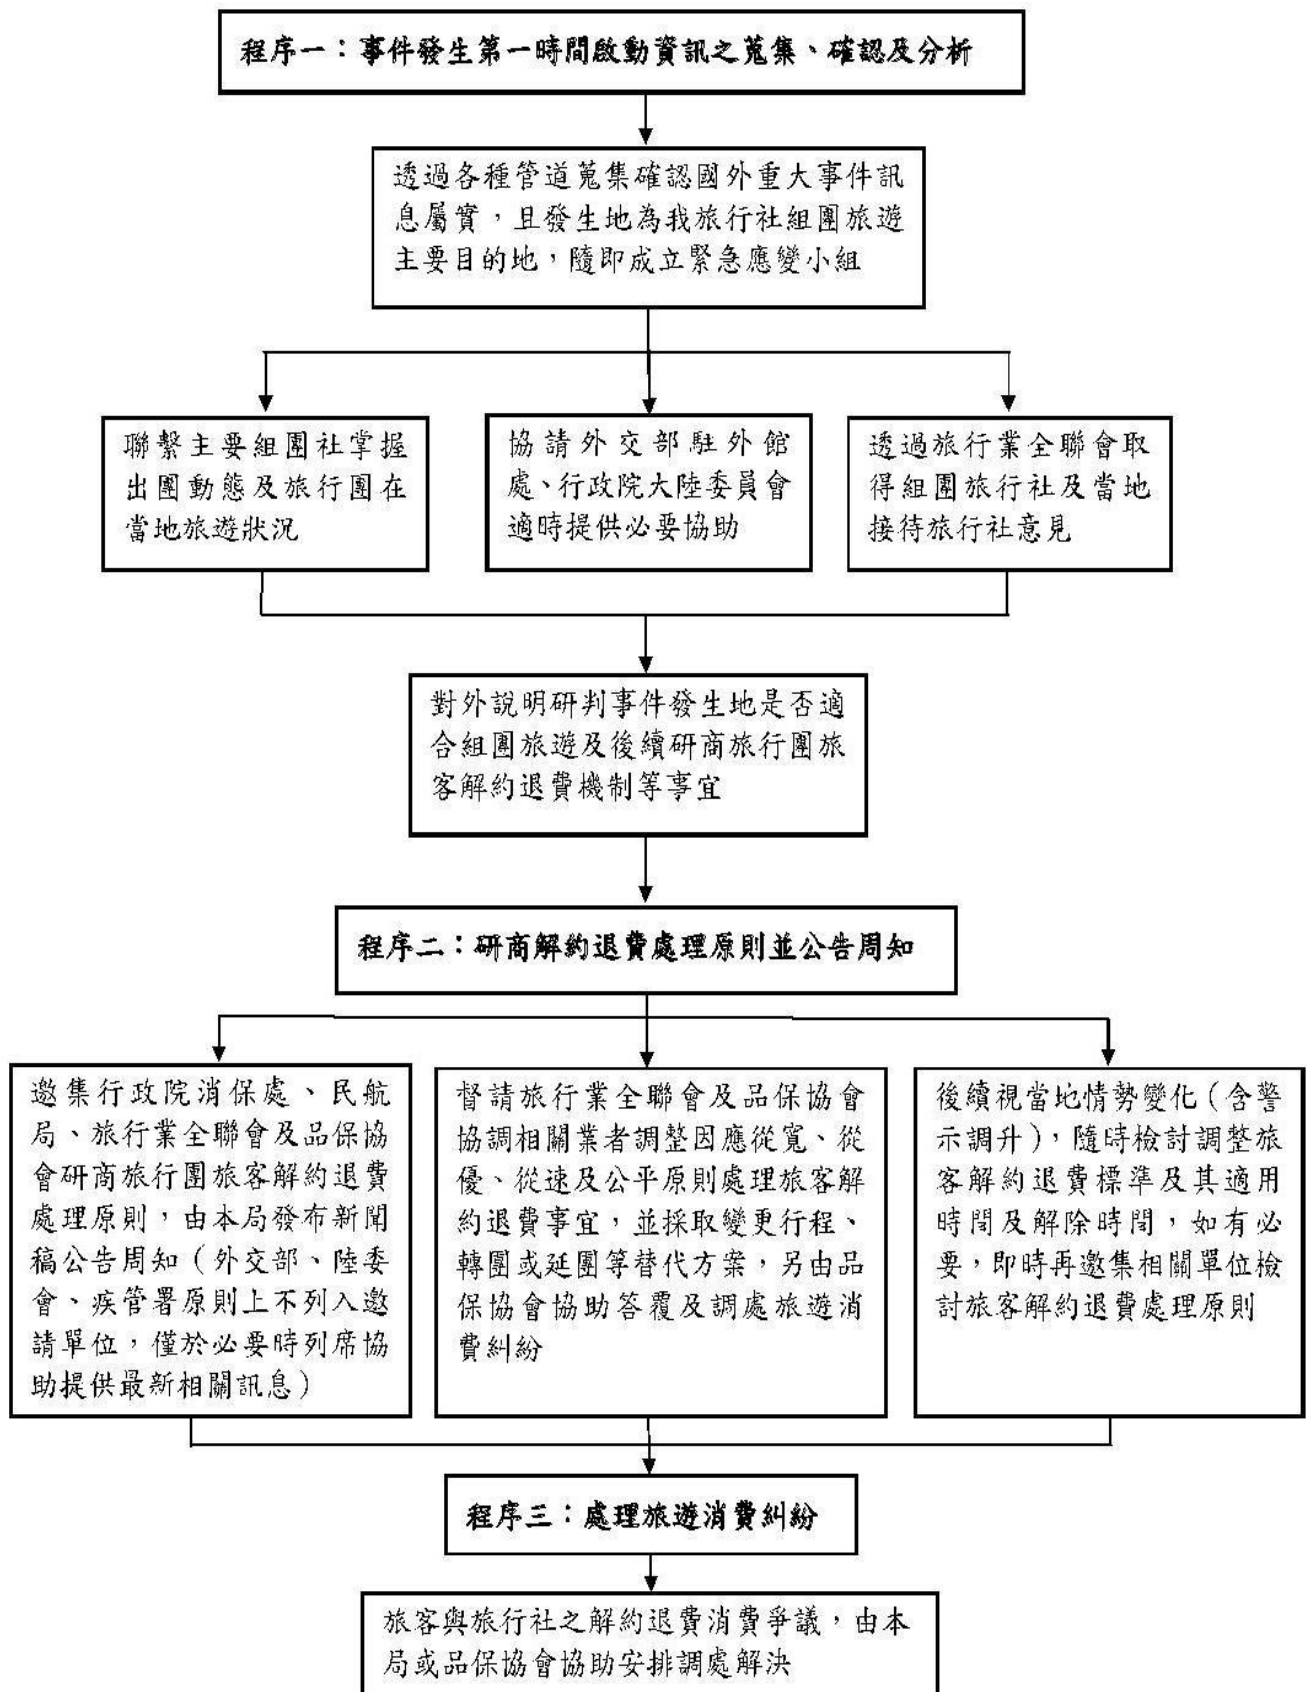 程序一：事件發生第一時間啟動資訊之蒐集、確認及分析
透過各種管道蒐集確認國外重大事件訊
息屬實，且發生地為我旅行社組團旅遊
主要目的地，隨即成立緊急應變小組
聯繫主要組團社掌握
出團動態及旅行團在
當地旅遊狀況
協請外交部駐外館
處、行政院大陸委員會
適時提供必要協助
透過旅行業全聯會取
得組團旅行社及當地
接待旅行社意見
對外說明研判事件發生地是否適
合組團旅遊及後續研商旅行團旅
客解約退費機制等事宜
程序二：研商解約退費處理原則並公告周知
邀集行政院消保處、民航
局、旅行業全聯會及品保協
會研商旅行團旅客解約退費
處理原則，由本局發布新聞
稿公告周知（外交部、陸委
會、疾管署原則上不列入邀
請單位，僅於必要時列席協
助提供最新相關訊息）
督請旅行業全聯會及品保協會
協調相關業者調整因應從寬、從
優、從速及公平原則處理旅客解
約退費事宜，並採取變更行程、
轉團或延團等替代方案，另由品
保協會協助答覆及調處旅遊消
費糾紛
後續視當地情勢變化（含警
示調升），隨時檢討調整旅
客解約退費標準及其適用
時間及解除時間，如有必
要，即時再邀集相關單位檢
討旅客解約退費處理原則
程序三：處理旅遊消費糾紛
旅客與旅行社之解約退費消費爭議，由本
局或品保協會協助安排調處解決